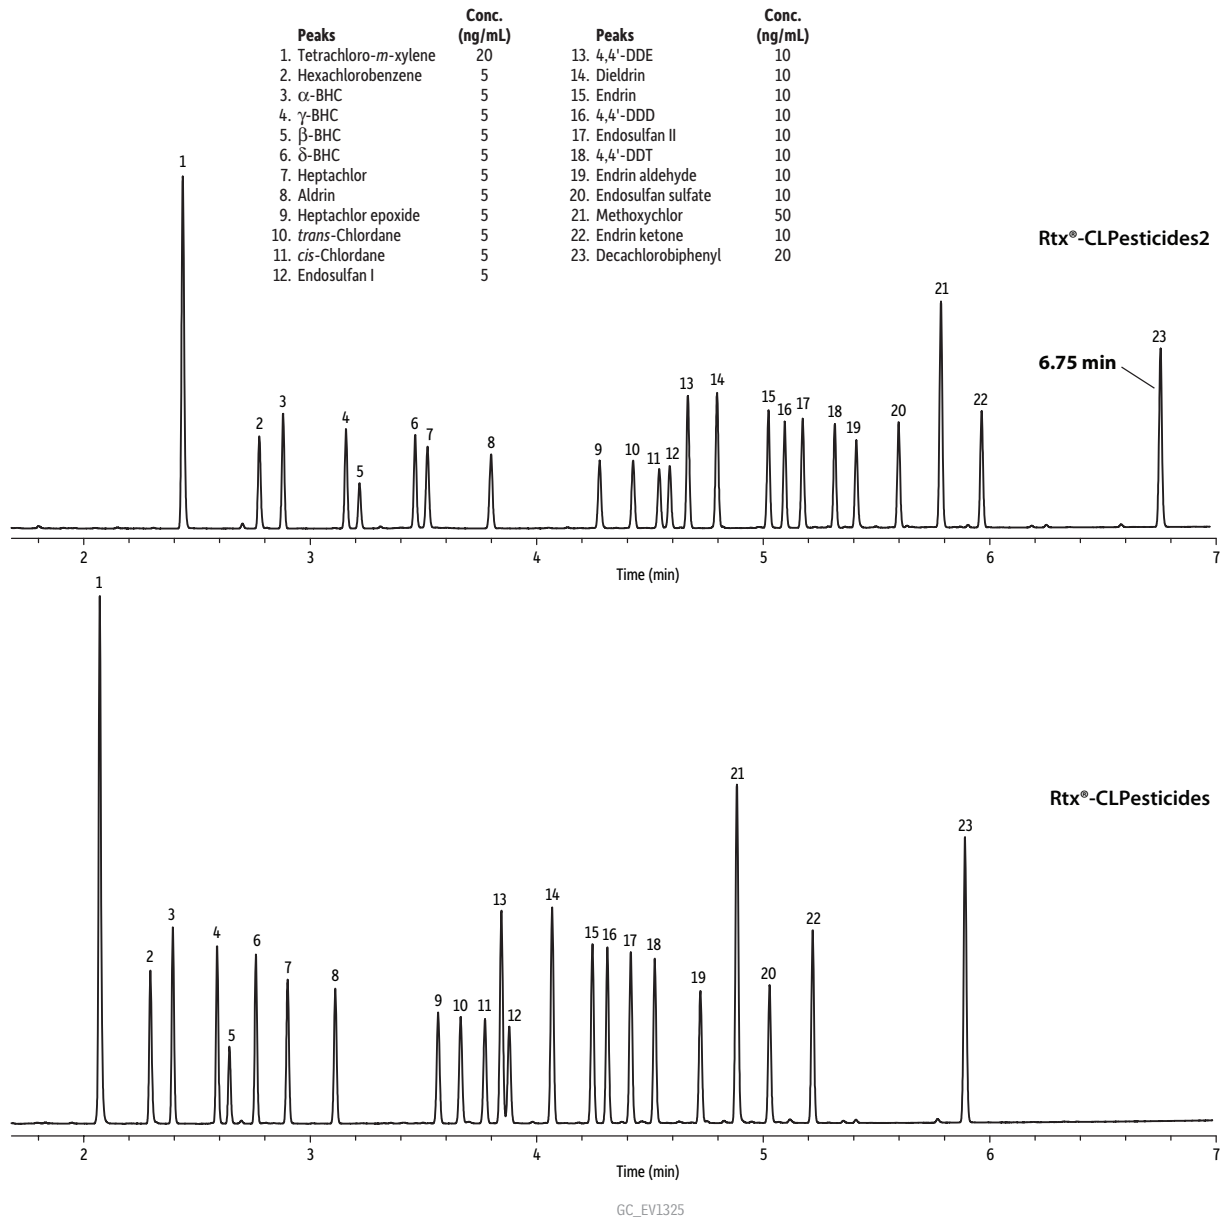 Peaks Conc. (ng/mL)
1. Tetrachloro-m-xylene 20
2. Hexachlorobenzene 5
3. α-BHC 5
4. γ-BHC 5
5. β-BHC 5
6. δ-BHC 5
7. Heptachlor 5
8. Aldrin 5
9. Heptachlor epoxide 5
10. trans-Chlordane 5
11. cis-Chlordane 5
12. Endosulfan I 5
Peaks Conc. (ng/mL)
13. 4,4'-DDE 10
14. Dieldrin 10
15. Endrin 10
16. 4,4'-DDD 10
17. Endosulfan II 10
18. 4,4'-DDT 10
19. Endrin aldehyde 10
20. Endosulfan sulfate 10
21. Methoxychlor 50
22. Endrin ketone 10
23. Decachlorobiphenyl 20
Rtx®-CLPesticides2
6.75 min
1 2 3 4 5 6 7 8 9 10 11 12 13 14 15 16 17 18 19 20 21 22 23
2 3 4 5 6 7
Time (min)
Rtx®-CLPesticides
1 2 3 4 5 6 7 8 9 10 11 13 12 14 15 16 17 18 19 21 20 22 23
2 3 4 5 6 7
Time (min)
GC_EV1325